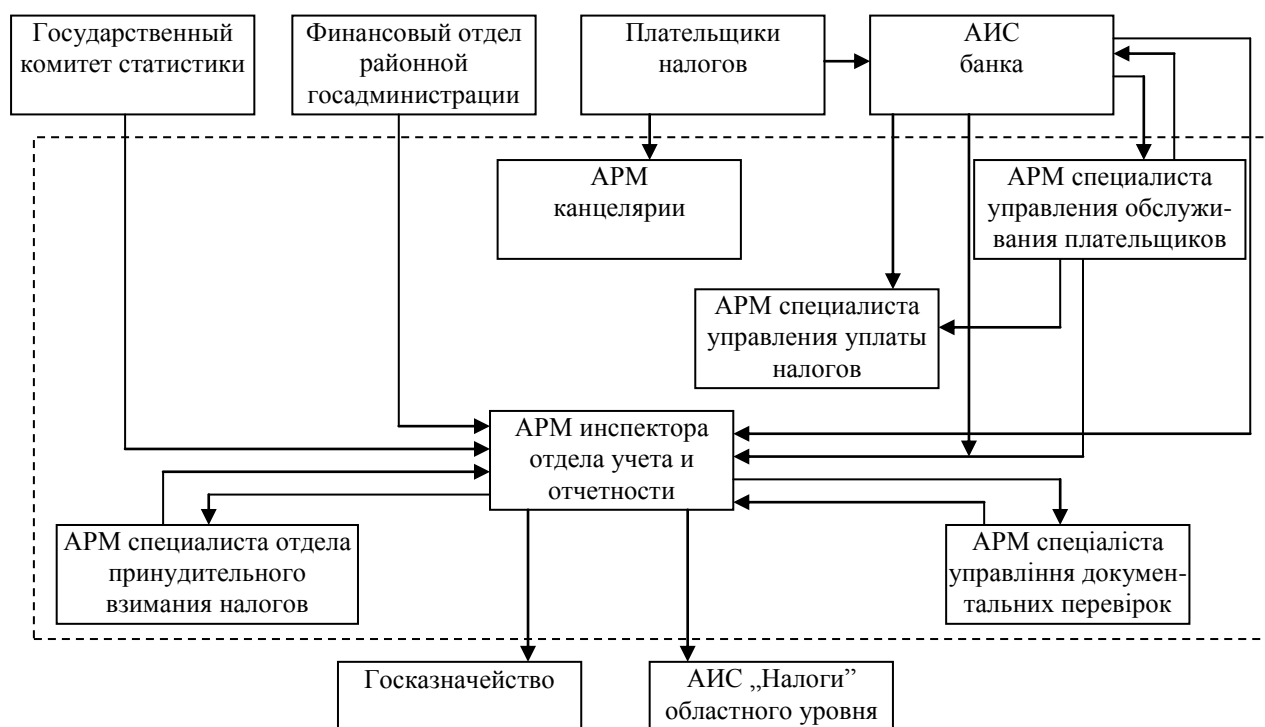 Государственный
комитет статистики
Финансовый отдел
районной
госадминистрации
Плательщики
налогов
АИС
банка
АРМ
канцелярии
АРМ специалиста
управления обслужи-
вания плательщиков
АРМ специалиста
управления уплаты
налогов
АРМ инспектора
отдела учета и
отчетности
АРМ специалиста отдела
принудительного
взимания налогов
АРМ спеціаліста
управління докумен-
тальних перевірок
Госказначейство
АИС „Налоги”
областного уровня